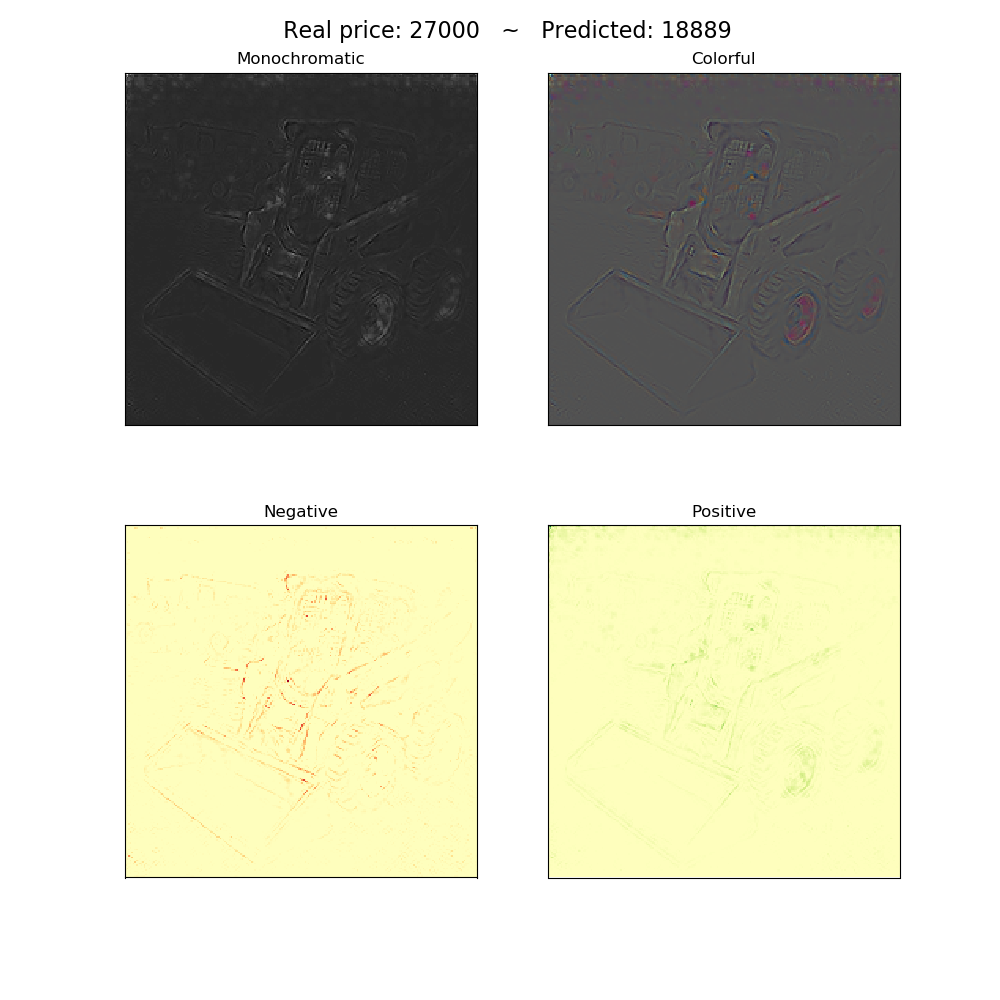 Real price: 27000 ~ Predicted: 18889
Monochromatic
Colorful
Negative
Positive